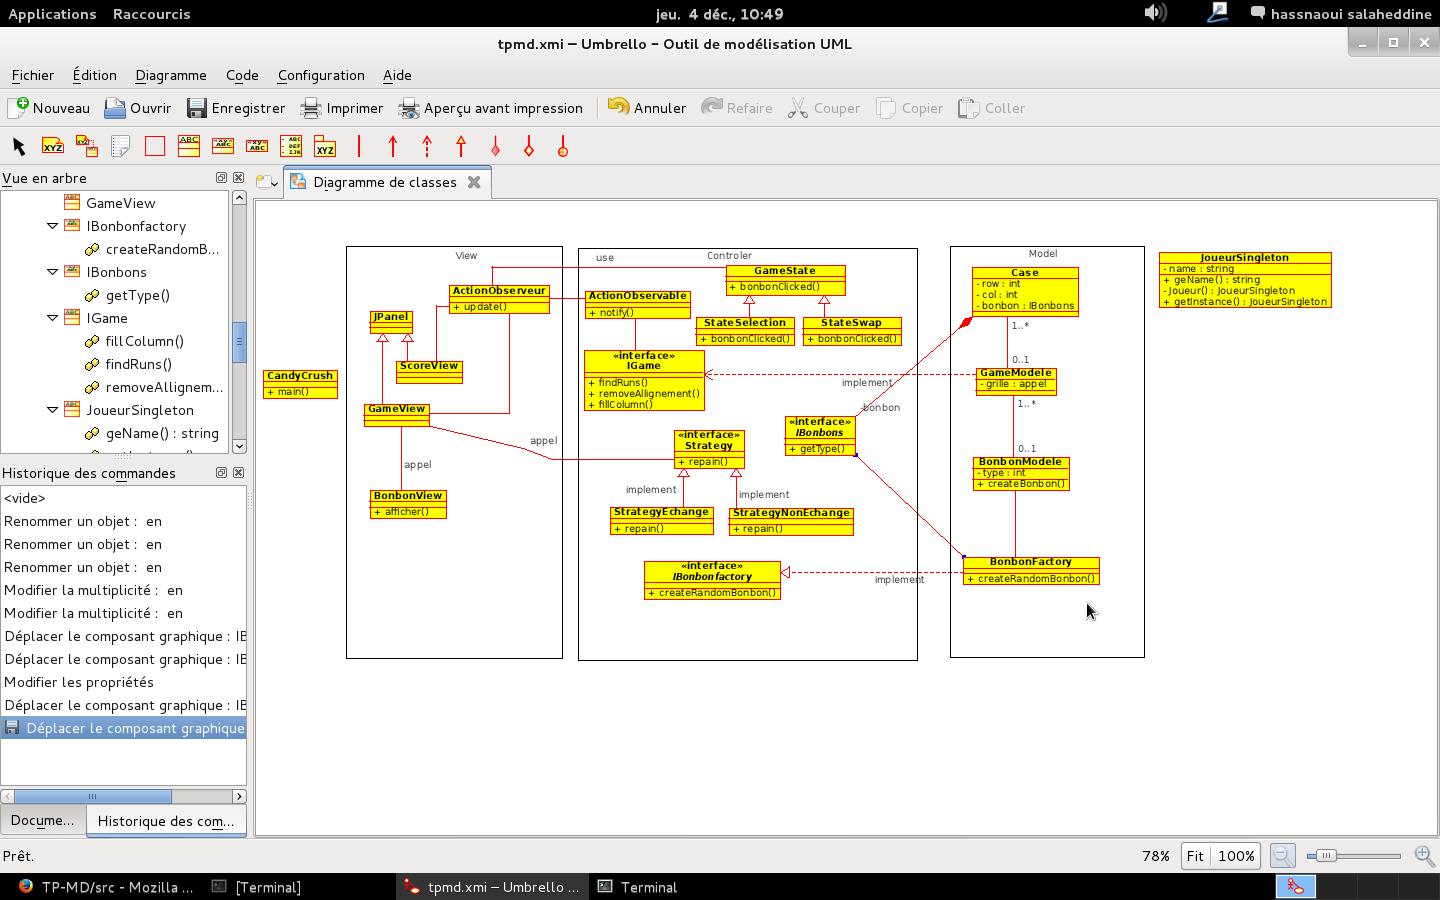 Applications Raccourcis jeu. 4 déc., 10:49 hassnaoui salaheddine
tpmd.xmi – Umbrello – Outil de modélisation UML
Fichier Édition Diagramme Code Configuration Aide
Nouveau Ouvrir Enregistrer Imprimer Aperçu avant impression Annuler Refaire Couper Copier Coller
Vue en arbre
GameView
IBonbonfactory
createRandomB...
IBonbons
getType()
IGame
fillColumn()
findRuns()
removeAllignem...
JoueurSingleton
geName() : string
Historique des commandes
<vide>
Renommer un objet : en
Renommer un objet : en
Renommer un objet : en
Modifier la multiplicité : en
Modifier la multiplicité : en
Déplacer le composant graphique : IB
Déplacer le composant graphique : IB
Modifier les propriétés
Déplacer le composant graphique : IB
Déplacer le composant graphique
Docume... Historique des com...
Diagramme de classes
CandyCrush
+ main()
View
ActionObserveur
+ update()
JPanel
ScoreView
GameView
appel
BonbonView
+ afficher()
appel
use
Controler
GameState
+ bonbonClicked()
ActionObservable
+ notify()
StateSelection
+ bonbonClicked()
StateSwap
+ bonbonClicked()
«interface»
IGame
+ findRuns()
+ removeAllignement()
+ fillColumn()
implement
-bonbon
«interface»
IBonbons
+ getType()
«interface»
Strategy
+ repain()
implement
implement
StrategyEchange
+ repain()
StrategyNonEchange
+ repain()
«interface»
IBonbonfactory
+ createRandomBonbon()
implement
Model
Case
- row : int
- col : int
- bonbon : IBonbons
1..*
0..1
GameModele
- grille : appel
1..*
0..1
BonbonModele
- type : int
+ createBonbon()
BonbonFactory
+ createRandomBonbon()
JoueurSingleton
- name : string
+ geName() : string
- Joueur() : JoueurSingleton
+ getInstance() : JoueurSingleton
Prêt. 78% Fit 100%
TP-MD/src - Mozilla ... [Terminal] tpmd.xmi – Umbrello ... Terminal